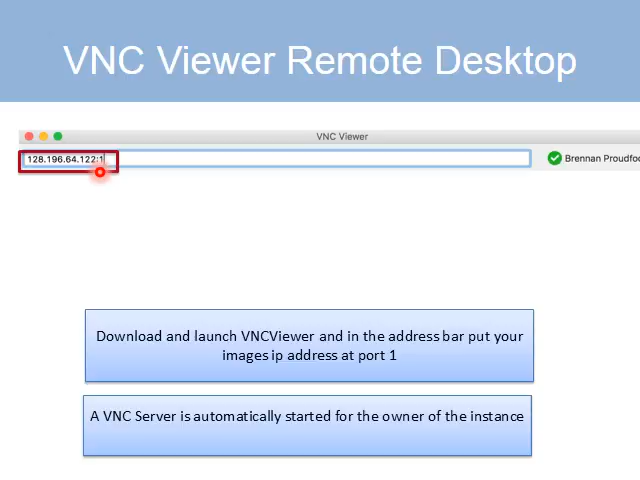 VNC Viewer Remote Desktop
VNC Viewer
128.196.64.122:1
Brennan Proudfoo
Download and launch VNCViewer and in the address bar put your
images ip address at port 1
A VNC Server is automatically started for the owner of the instance